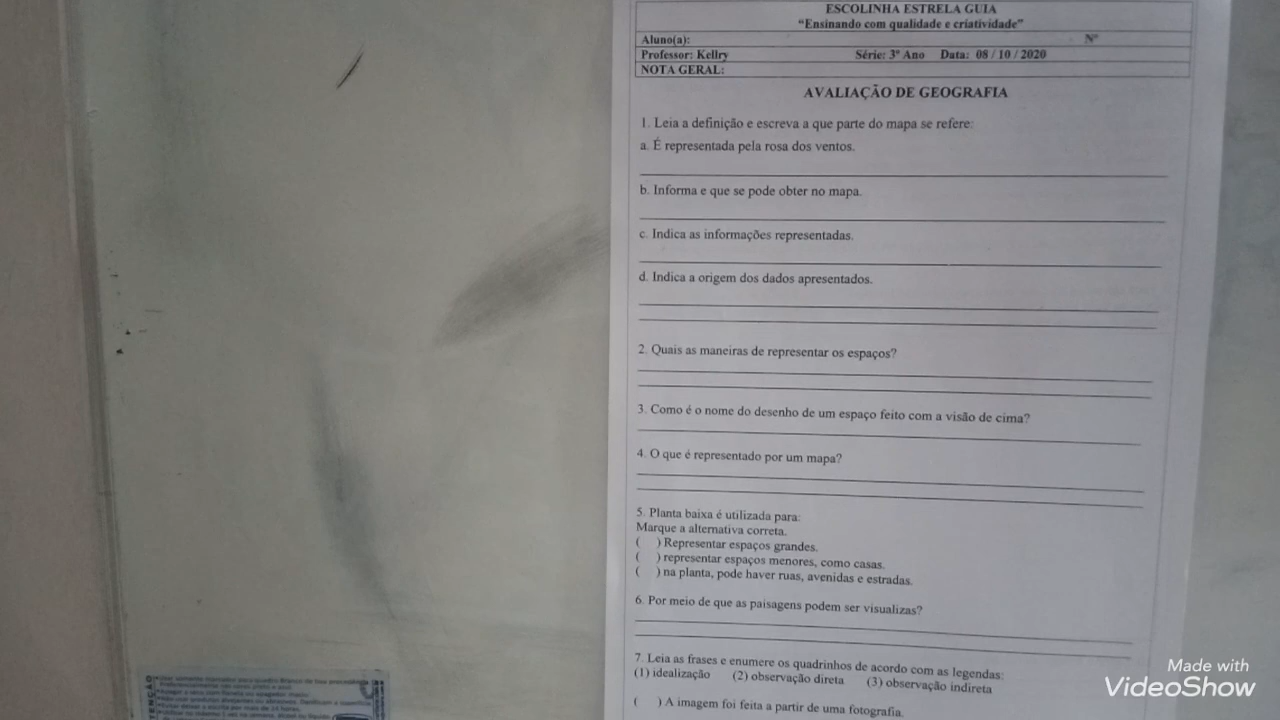 ESCOLINHA ESTRELA GUIA
“Ensinando com qualidade e criatividade”
Aluno(a): Nº
Professor: Kellry Série: 3º Ano Data: 08 / 10 / 2020
NOTA GERAL:
AVALIAÇÃO DE GEOGRAFIA
1. Leia a definição e escreva a que parte do mapa se refere:
a. É representada pela rosa dos ventos.
b. Informa e que se pode obter no mapa.
c. Indica as informações representadas.
d. Indica a origem dos dados apresentados.
2. Quais as maneiras de representar os espaços?
3. Como é o nome do desenho de um espaço feito com a visão de cima?
4. O que é representado por um mapa?
5. Planta baixa é utilizada para:
Marque a alternativa correta.
( ) Representar espaços grandes.
( ) representar espaços menores, como casas.
( ) na planta, pode haver ruas, avenidas e estradas.
6. Por meio de que as paisagens podem ser visualizas?
7. Leia as frases e enumere os quadrinhos de acordo com as legendas:
(1) idealização (2) observação direta (3) observação indireta
( ) A imagem foi feita a partir de uma fotografia.
Made with
VideoShow